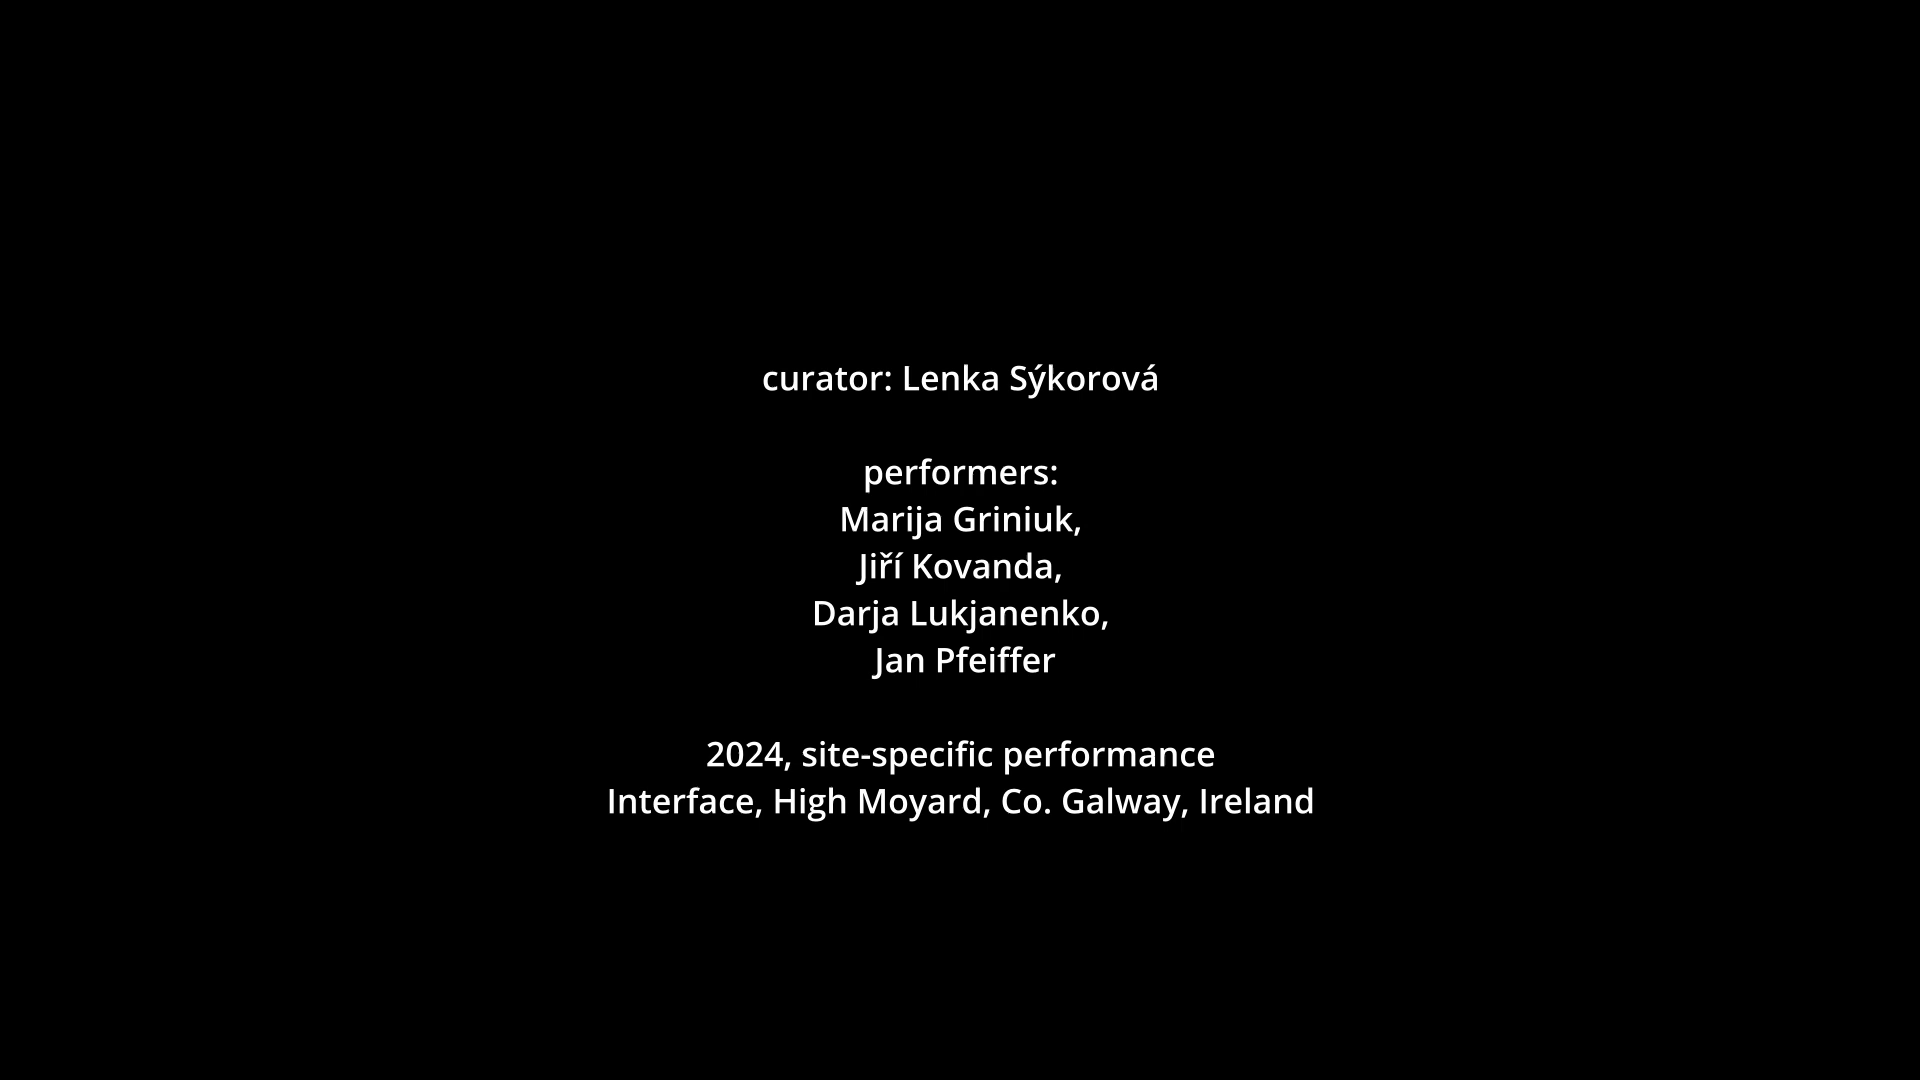 curator: Lenka Sýkorová
performers:
Marija Griniuk,
Jiří Kovanda,
Darja Lukjanenko,
Jan Pfeiffer
2024, site-specific performance
Interface, High Moyard, Co. Galway, Ireland